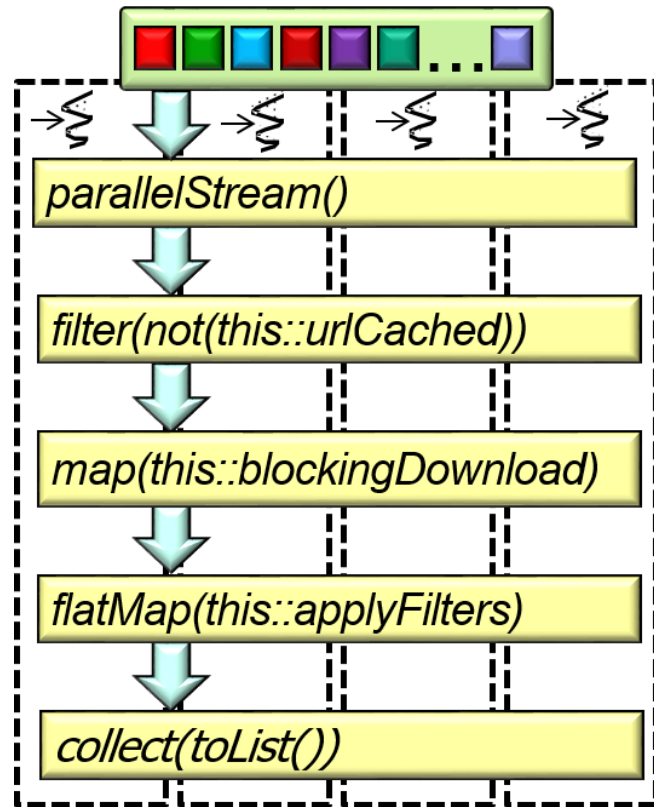 ...
parallelStream()
filter(not(this::urlCached))
map(this::blockingDownload)
flatMap(this::applyFilters)
collect(toList())